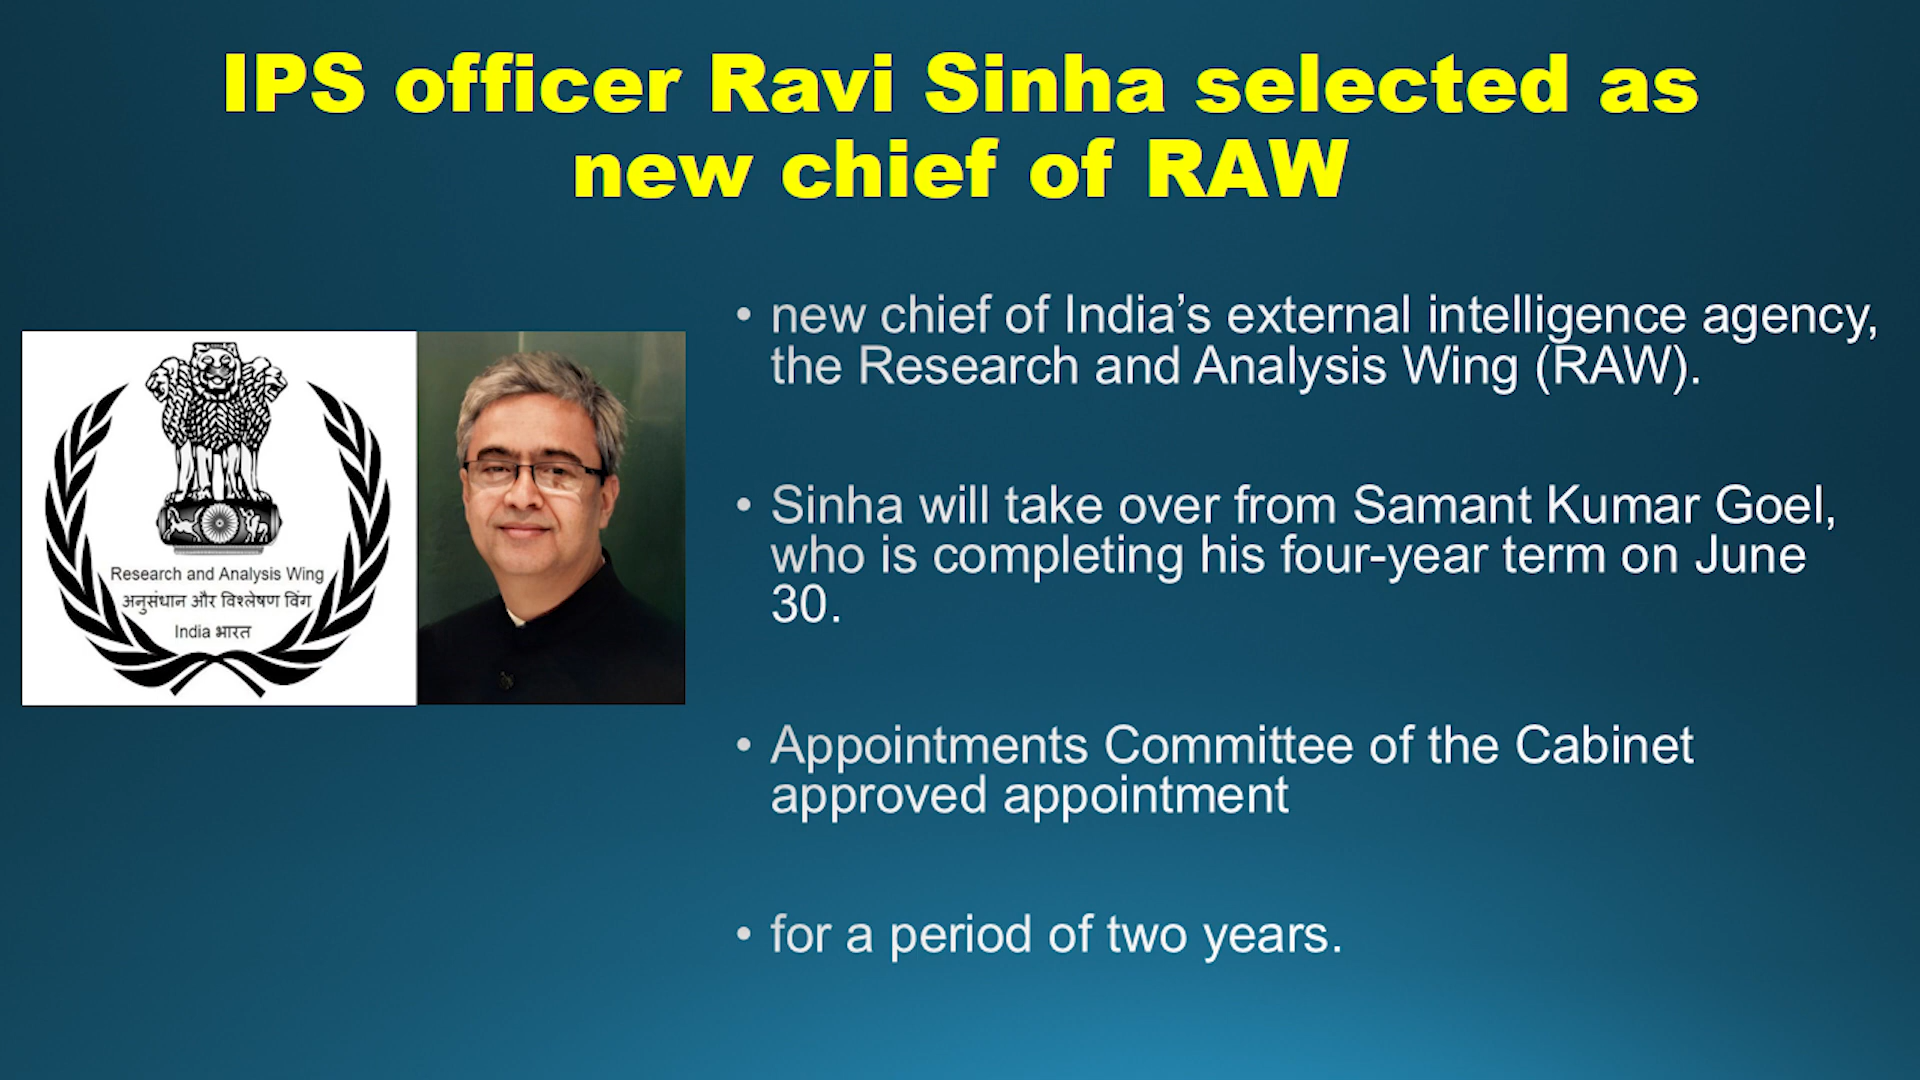 IPS officer Ravi Sinha selected as
new chief of RAW
Research and Analysis Wing
अनुसंधान और विश्लेषण विंग
India भारत
• new chief of India’s external intelligence agency,
the Research and Analysis Wing (RAW).
• Sinha will take over from Samant Kumar Goel,
who is completing his four-year term on June
30.
• Appointments Committee of the Cabinet
approved appointment
• for a period of two years.